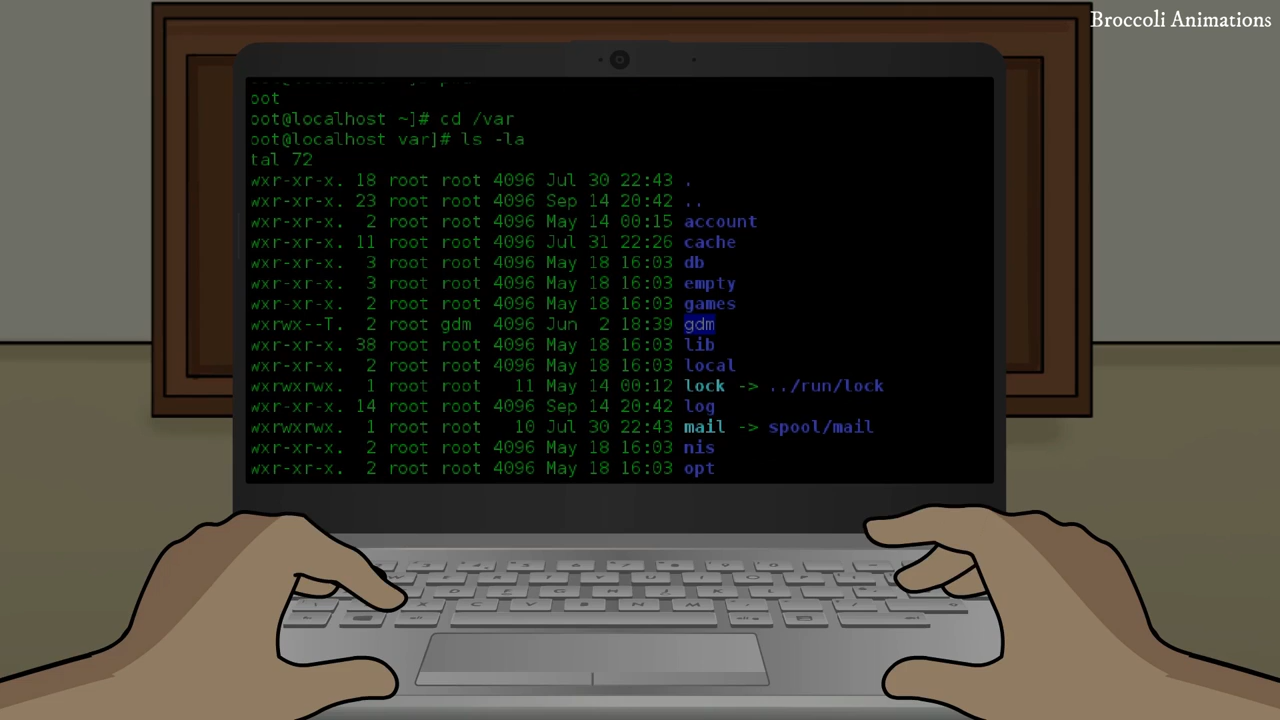 Broccoli Animations
oot
oot@localhost ~]# cd /var
oot@localhost var]# ls -la
tal 72
wxr-xr-x. 18 root root 4096 Jul 30 22:43 .
wxr-xr-x. 23 root root 4096 Sep 14 20:42 ..
wxr-xr-x. 2 root root 4096 May 14 00:15 account
wxr-xr-x. 11 root root 4096 Jul 31 22:26 cache
wxr-xr-x. 3 root root 4096 May 18 16:03 db
wxr-xr-x. 3 root root 4096 May 18 16:03 empty
wxr-xr-x. 2 root root 4096 May 18 16:03 games
wxrwx--T. 2 root gdm 4096 Jun 2 18:39 gdm
wxr-xr-x. 38 root root 4096 May 18 16:03 lib
wxr-xr-x. 2 root root 4096 May 18 16:03 local
wxrwxrwx. 1 root root 11 May 14 00:12 lock -> ../run/lock
wxr-xr-x. 14 root root 4096 Sep 14 20:42 log
wxrwxrwx. 1 root root 10 Jul 30 22:43 mail -> spool/mail
wxr-xr-x. 2 root root 4096 May 18 16:03 nis
wxr-xr-x. 2 root root 4096 May 18 16:03 opt